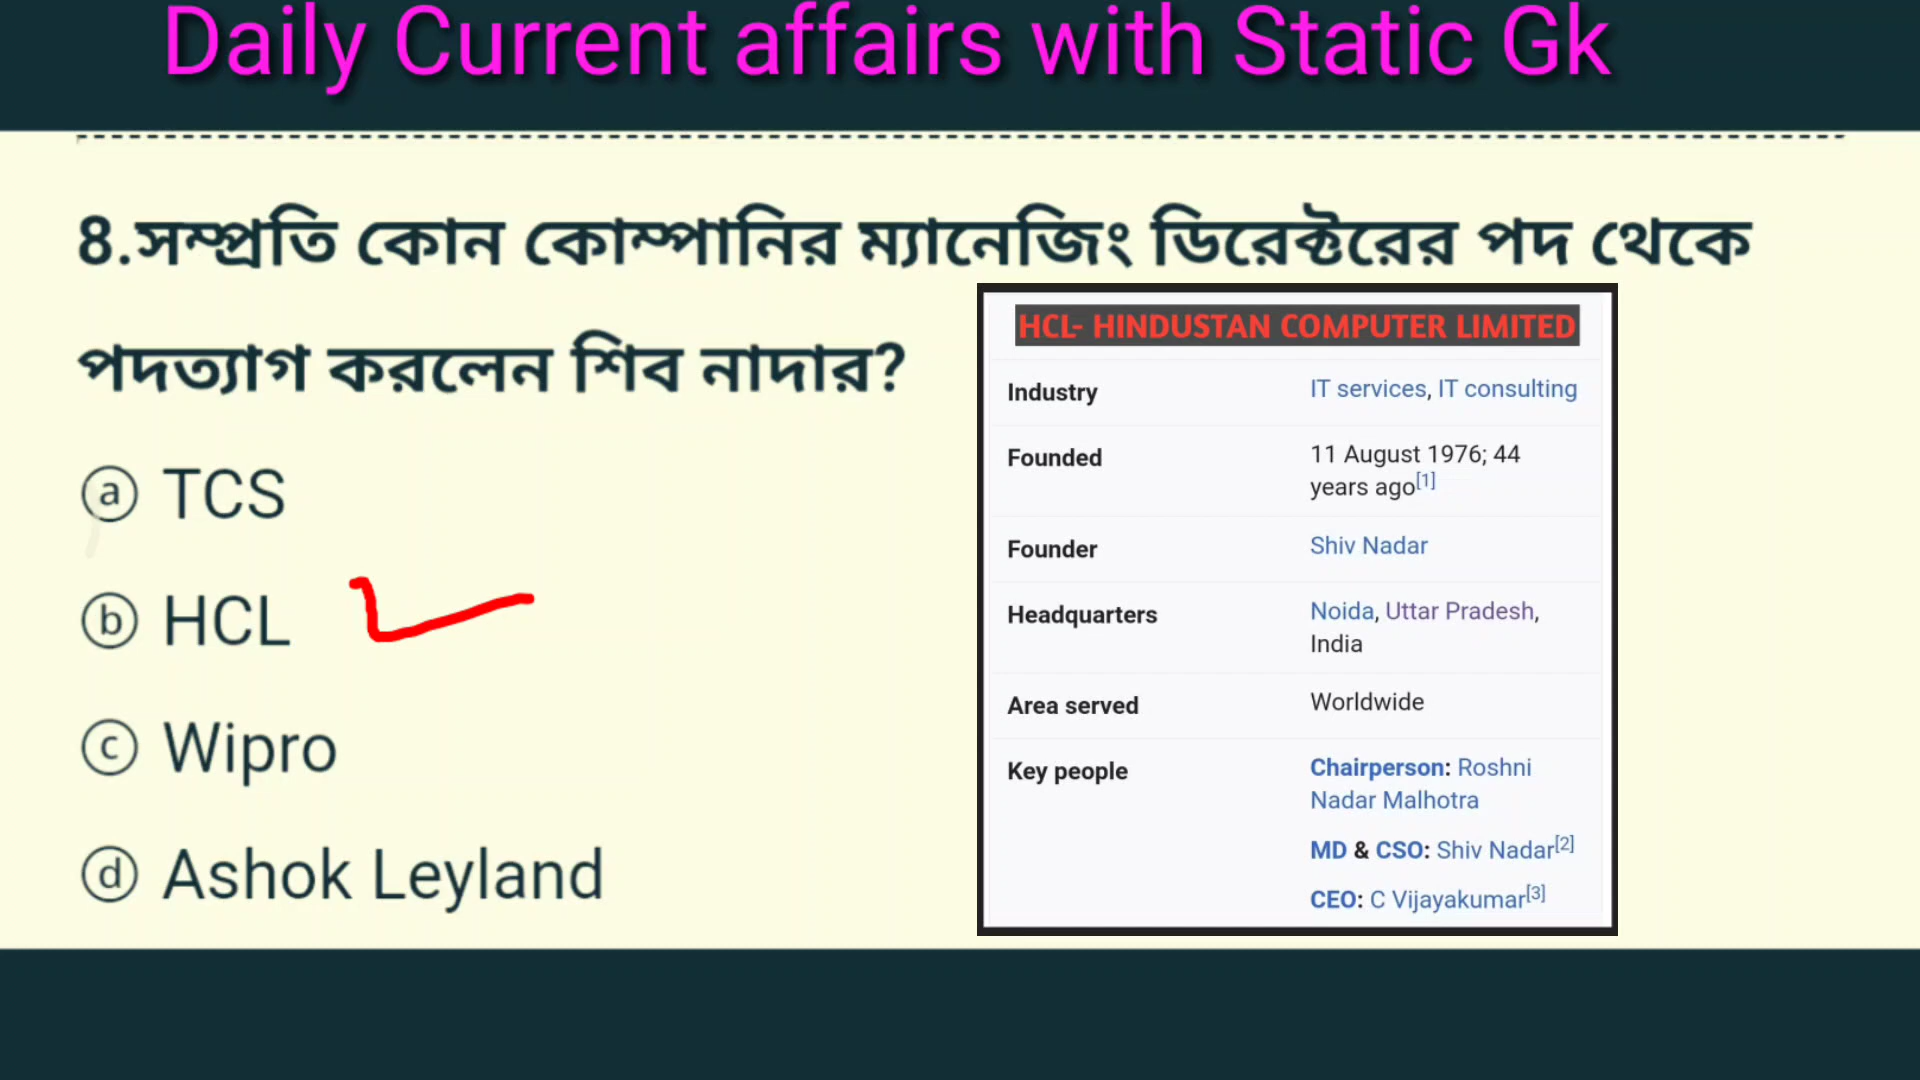 Daily Current affairs with Static Gk
8.সম্প্রতি কোন কোম্পানির ম্যানেজিং ডিরেক্টরের পদ থেকে
পদত্যাগ করলেন শিব নাদার?
ⓐ TCS
ⓑ HCL
ⓒ Wipro
ⓓ Ashok Leyland
HCL- HINDUSTAN COMPUTER LIMITED
Industry IT services, IT consulting
Founded 11 August 1976; 44
years ago[1]
Founder Shiv Nadar
Headquarters Noida, Uttar Pradesh,
India
Area served Worldwide
Key people Chairperson: Roshni
Nadar Malhotra
MD & CSO: Shiv Nadar[2]
CEO: C Vijayakumar[3]